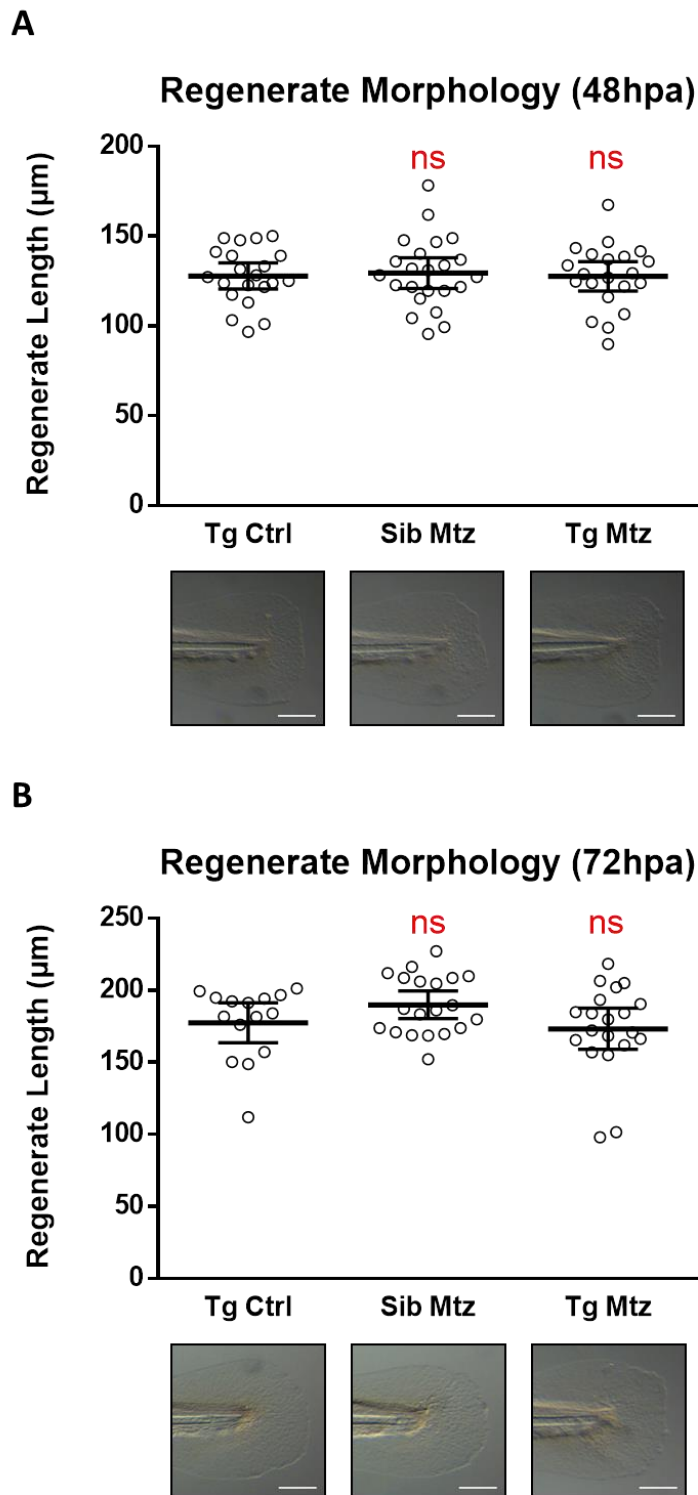 A
Regenerate Morphology (48hpa)
Regenerate Length (µm)
200
150
100
50
0
ns
ns
Tg Ctrl
Sib Mtz
Tg Mtz
B
Regenerate Morphology (72hpa)
Regenerate Length (µm)
250
200
150
100
50
0
ns
ns
Tg Ctrl
Sib Mtz
Tg Mtz